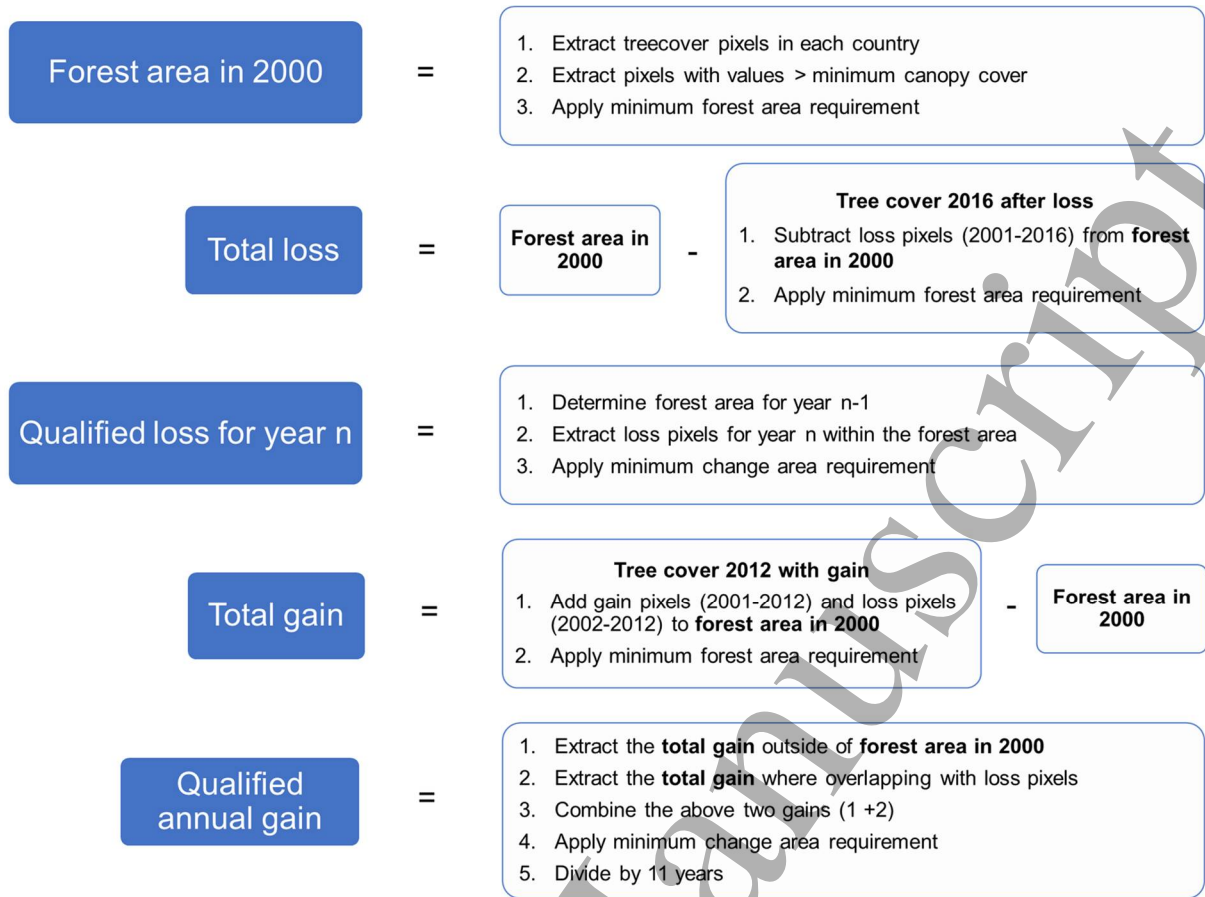 Forest area in 2000
=
1. Extract treecover pixels in each country
2. Extract pixels with values > minimum canopy cover
3. Apply minimum forest area requirement
Total loss
=
Forest area in
2000
-
Tree cover 2016 after loss
1. Subtract loss pixels (2001-2016) from forest
area in 2000
2. Apply minimum forest area requirement
Qualified loss for year n
=
1. Determine forest area for year n-1
2. Extract loss pixels for year n within the forest area
3. Apply minimum change area requirement
Total gain
=
Tree cover 2012 with gain
1. Add gain pixels (2001-2012) and loss pixels
(2002-2012) to forest area in 2000
2. Apply minimum forest area requirement
-
Forest area in
2000
Qualified
annual gain
=
1. Extract the total gain outside of forest area in 2000
2. Extract the total gain where overlapping with loss pixels
3. Combine the above two gains (1 +2)
4. Apply minimum change area requirement
5. Divide by 11 years